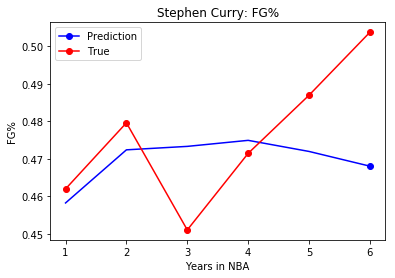 Stephen Curry: FG%
Prediction
True
0.50
0.49
0.48
0.47
0.46
0.45
FG%
1 2 3 4 5 6
Years in NBA